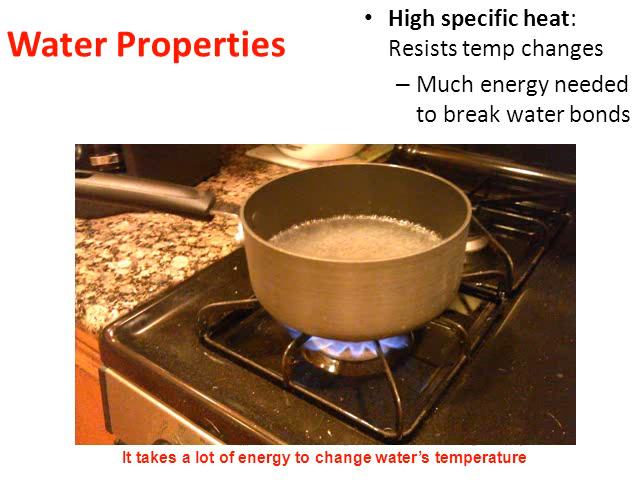 Water Properties
• High specific heat:
Resists temp changes
– Much energy needed
to break water bonds
It takes a lot of energy to change water's temperature